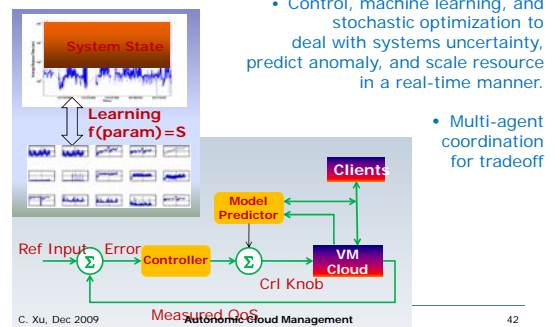 • Control, machine learning, and
stochastic optimization to
deal with systems uncertainty,
predict anomaly, and scale resource
in a real-time manner.
• Multi-agent
coordination
for tradeoff
System State
Learning
f(param)=S
Clients
Model
Predictor
Ref Input
Σ
Error
Controller
Σ
VM
Cloud
Crl Knob
Measured QoS
C. Xu, Dec 2009
Autonomic Cloud Management
42